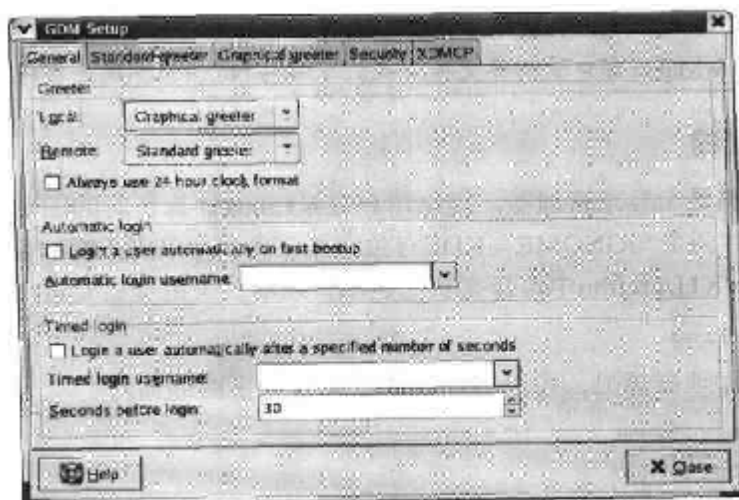 GDM Setup
General Standard greeter Graphical greeter Security XDMCP
Greeter
Local: Graphical greeter
Remote: Standard greeter
Always use 24 hour clock format
Automatic login
Login a user automatically on first bootup
Automatic login username:
Timed login
Login a user automatically after a specified number of seconds
Timed login username:
Seconds before login: 30
Help
Close